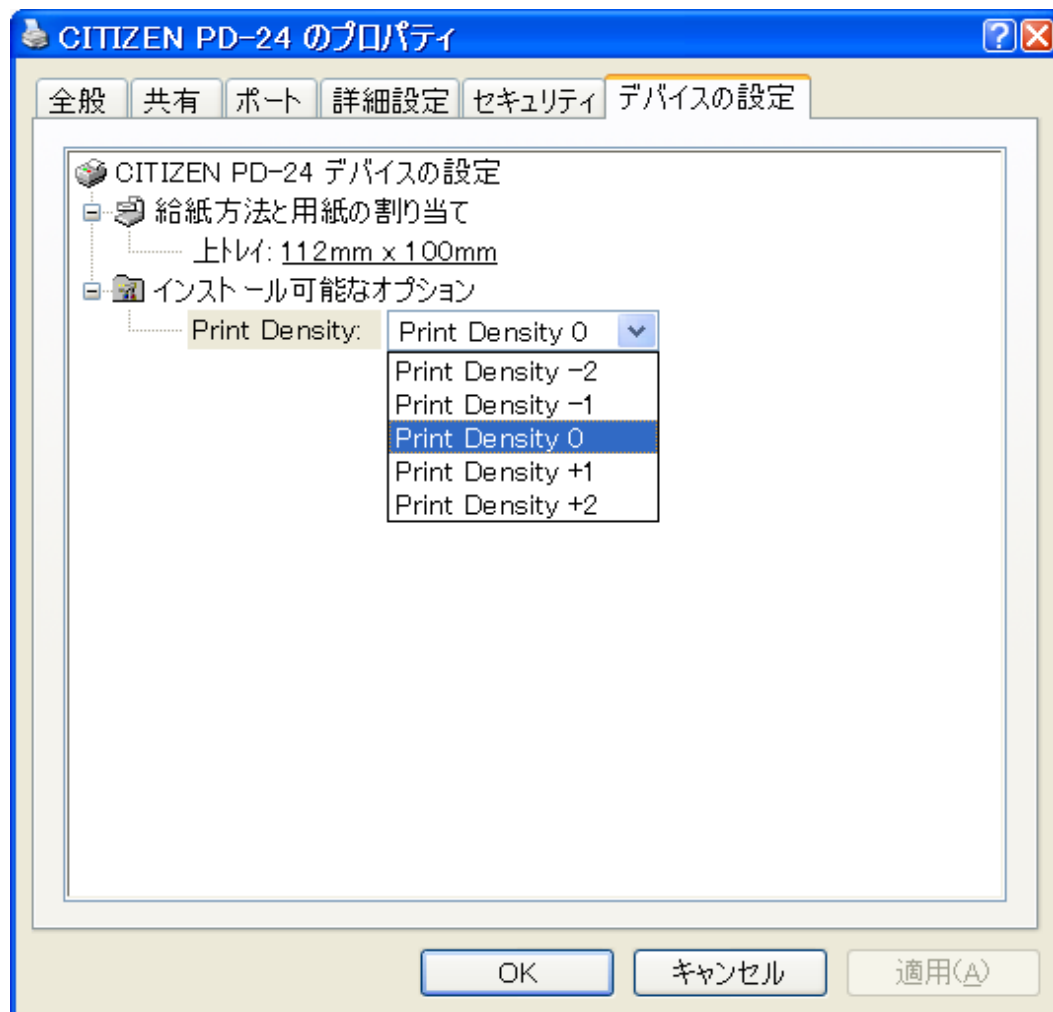 CITIZEN PD-24 のプロパティ
全般 共有 ポート 詳細設定 セキュリティ デバイスの設定
CITIZEN PD-24 デバイスの設定
給紙方法と用紙の割り当て
上トレイ: 112mm x 100mm
インストール可能なオプション
Print Density: Print Density 0
Print Density -2
Print Density -1
Print Density 0
Print Density +1
Print Density +2
OK キャンセル 適用(A)